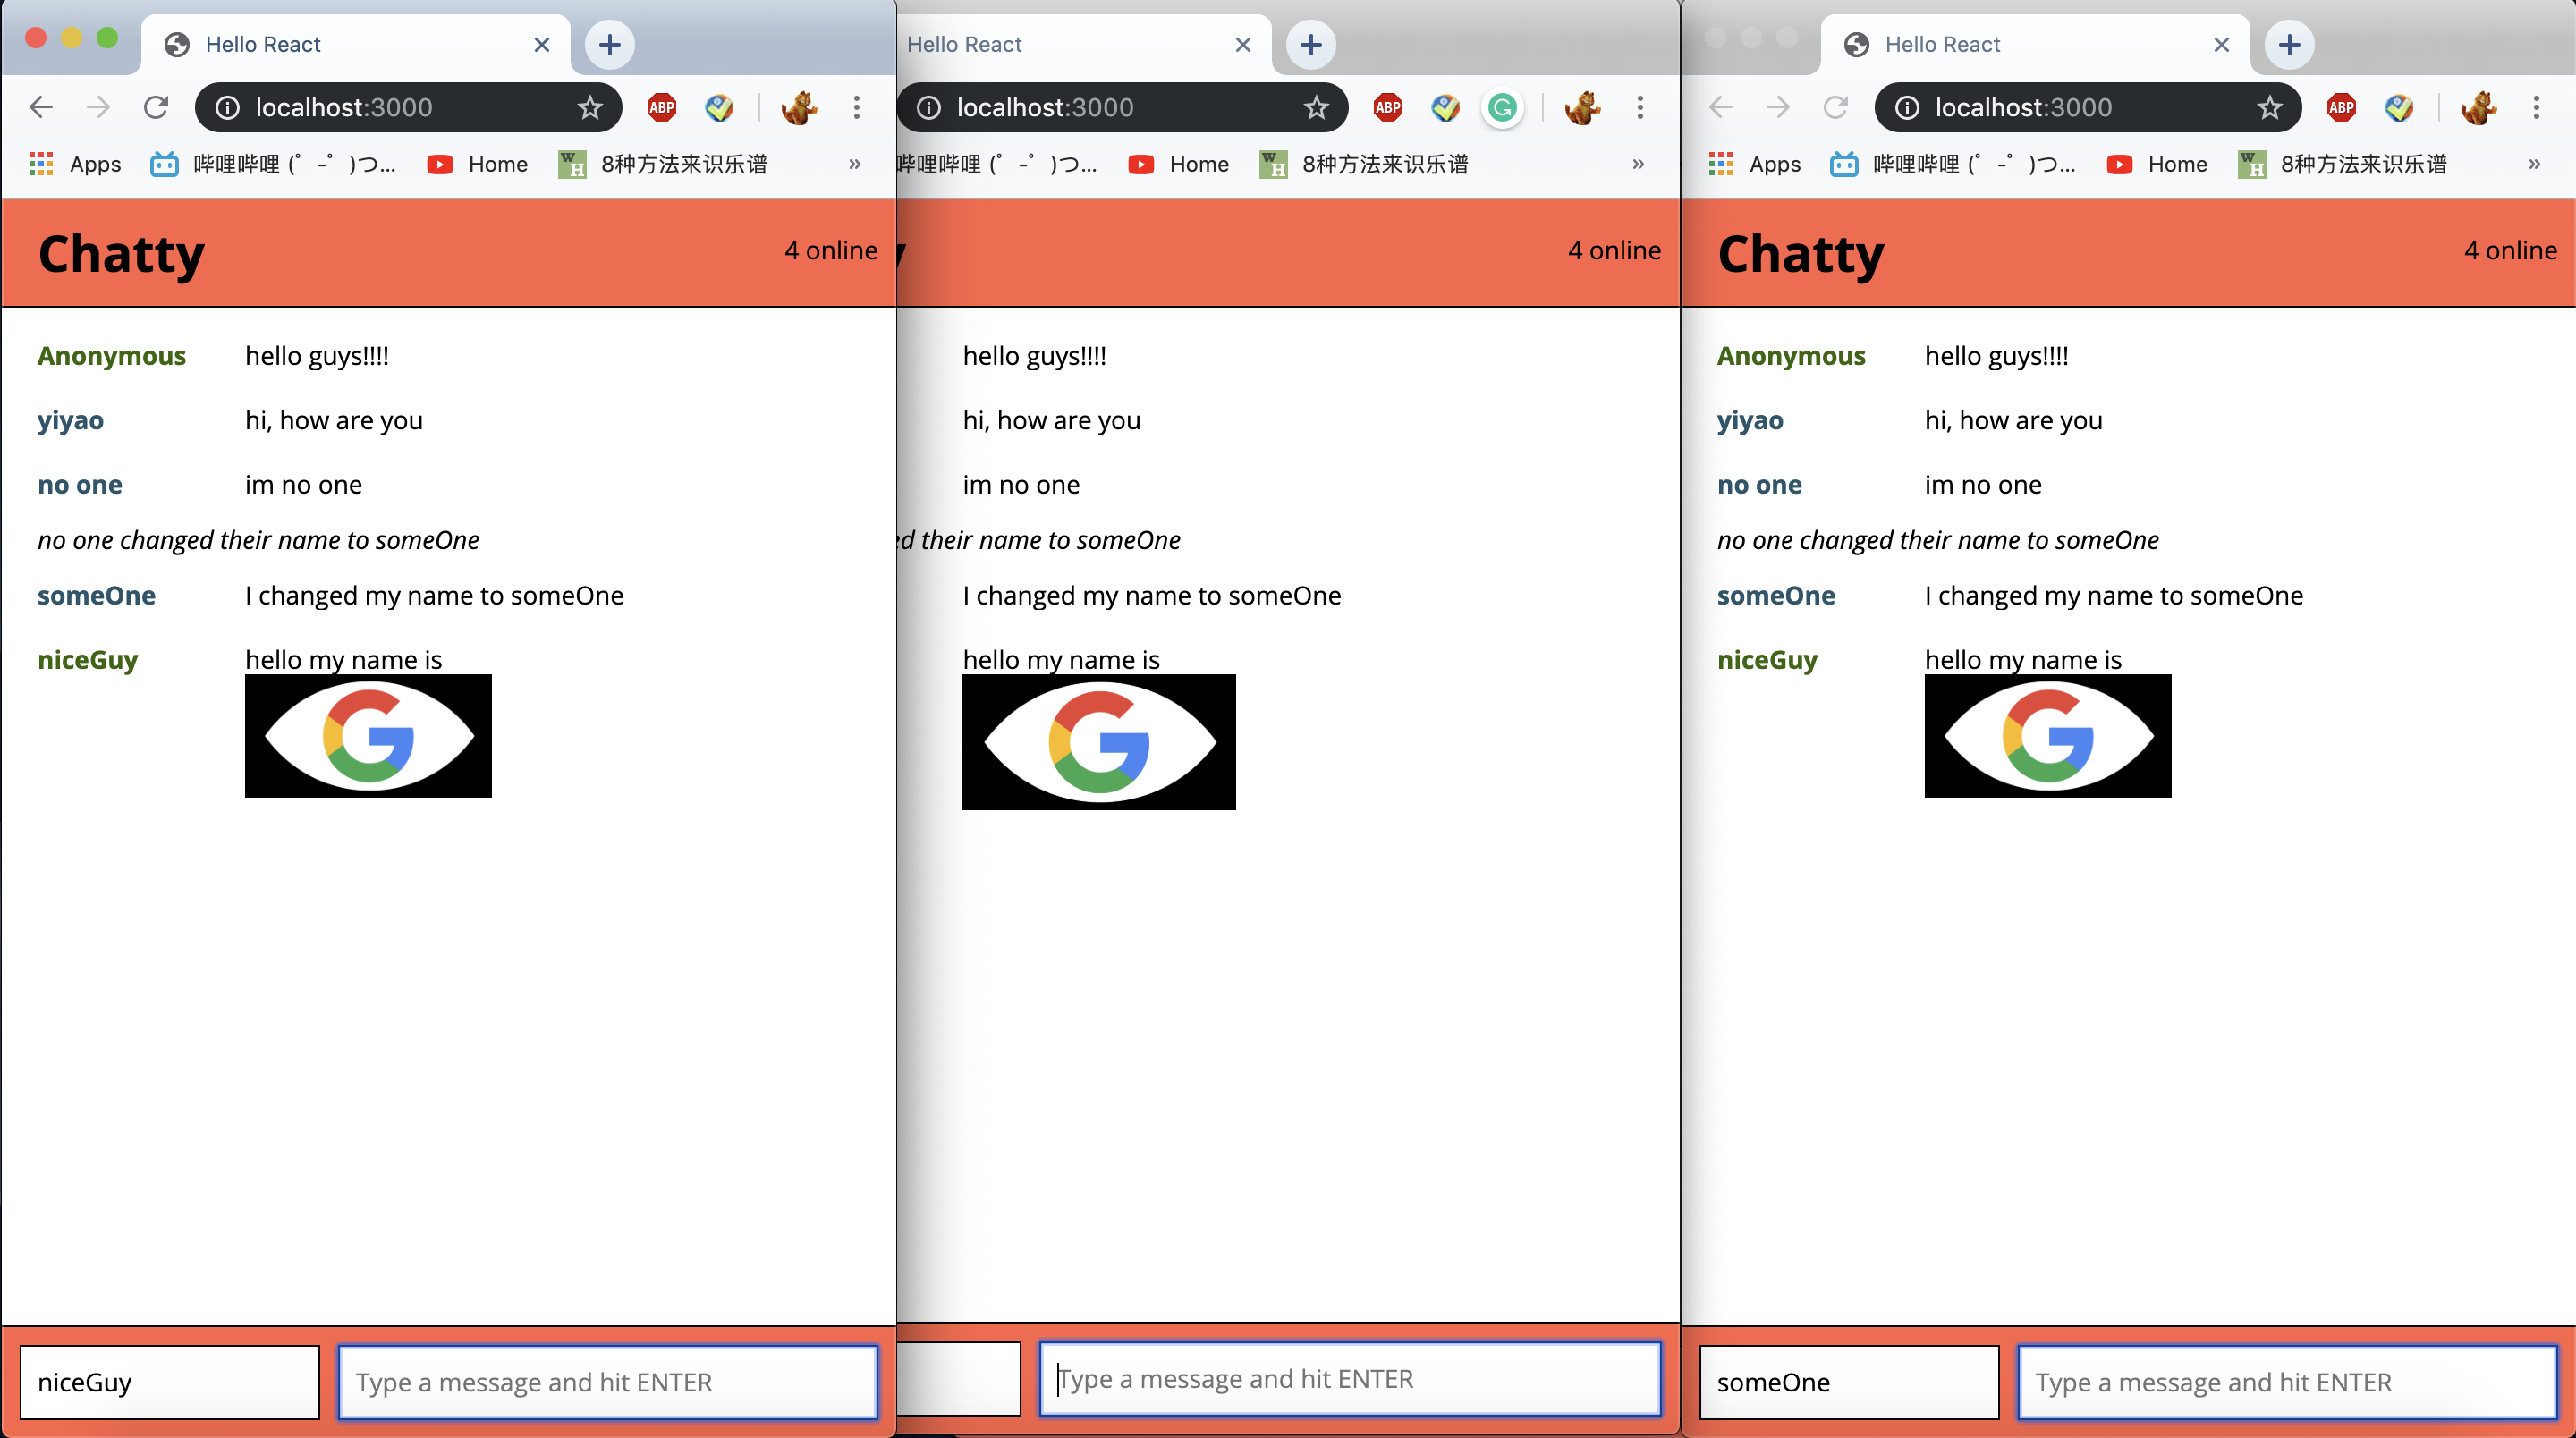 Hello React
localhost:3000
ABP
Apps
哔哩哔哩 (゜-゜)つ...
Home
W H
8种方法来识乐谱
»
Chatty
4 online
Anonymous hello guys!!!!
yiyao hi, how are you
no one im no one
no one changed their name to someOne
someOne I changed my name to someOne
niceGuy hello my name is
G
niceGuy
Type a message and hit ENTER
Hello React
localhost:3000
ABP
G
哔哩哔哩 (゜-゜)つ...
Home
W H
8种方法来识乐谱
»
y
4 online
hello guys!!!!
hi, how are you
im no one
ed their name to someOne
I changed my name to someOne
hello my name is
G
Type a message and hit ENTER
Hello React
localhost:3000
ABP
Apps
哔哩哔哩 (゜-゜)つ...
Home
W H
8种方法来识乐谱
»
Chatty
4 online
Anonymous hello guys!!!!
yiyao hi, how are you
no one im no one
no one changed their name to someOne
someOne I changed my name to someOne
niceGuy hello my name is
G
someOne
Type a message and hit ENTER